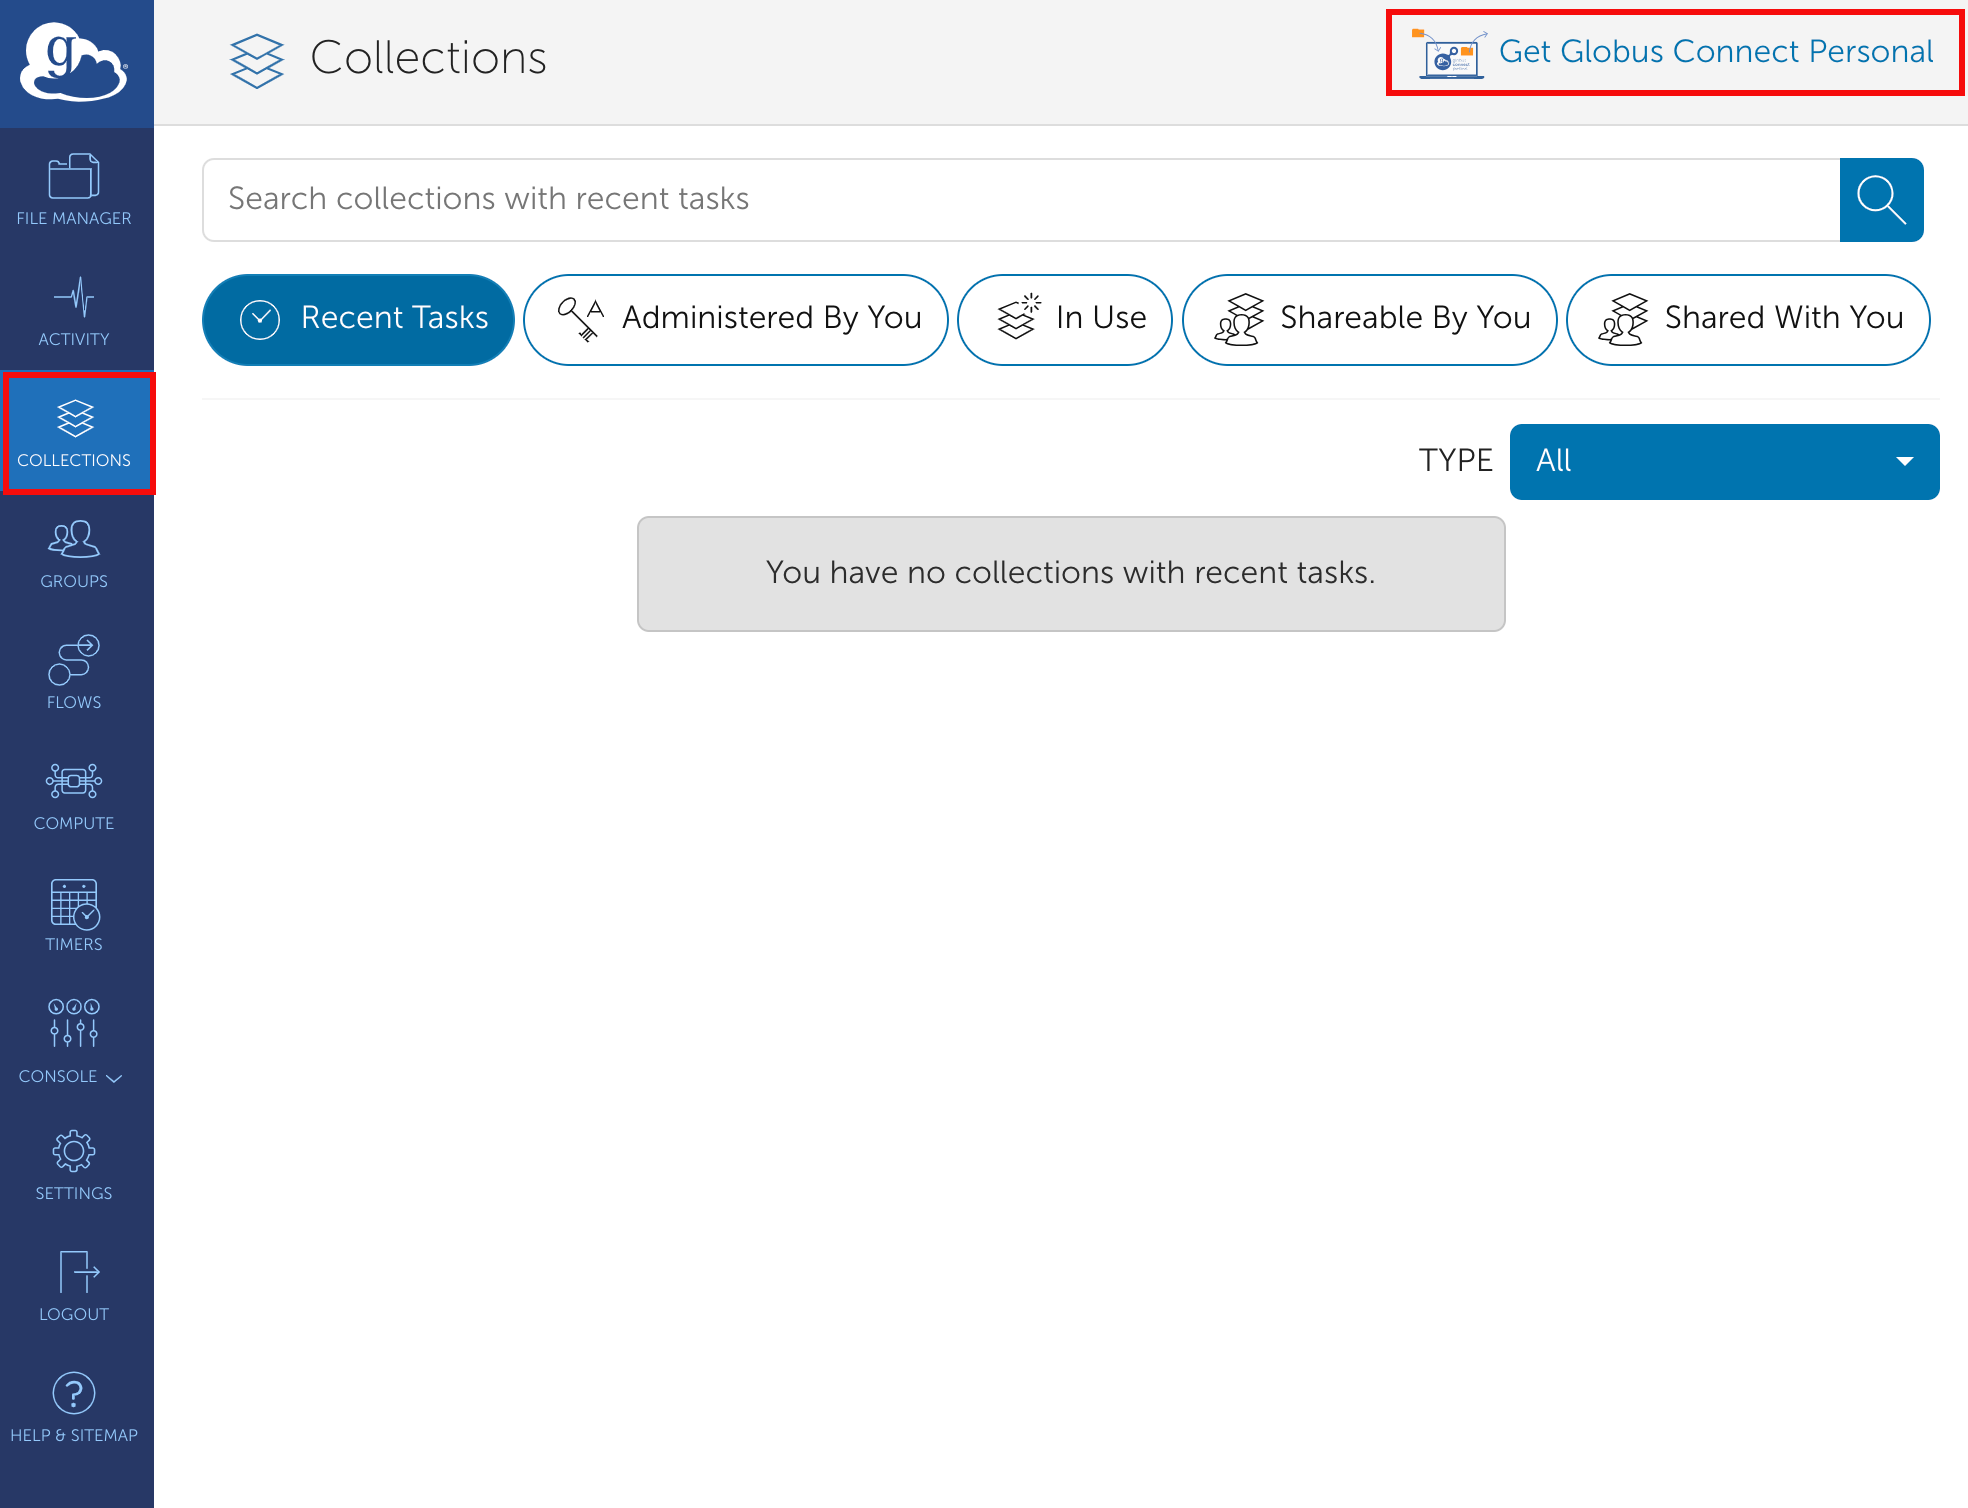 g
Collections
Get Globus Connect Personal
Search collections with recent tasks
Recent Tasks
Administered By You
In Use
Shareable By You
Shared With You
TYPE
All
You have no collections with recent tasks.
FILE MANAGER
ACTIVITY
COLLECTIONS
GROUPS
FLOWS
COMPUTE
TIMERS
CONSOLE
SETTINGS
LOGOUT
HELP & SITEMAP